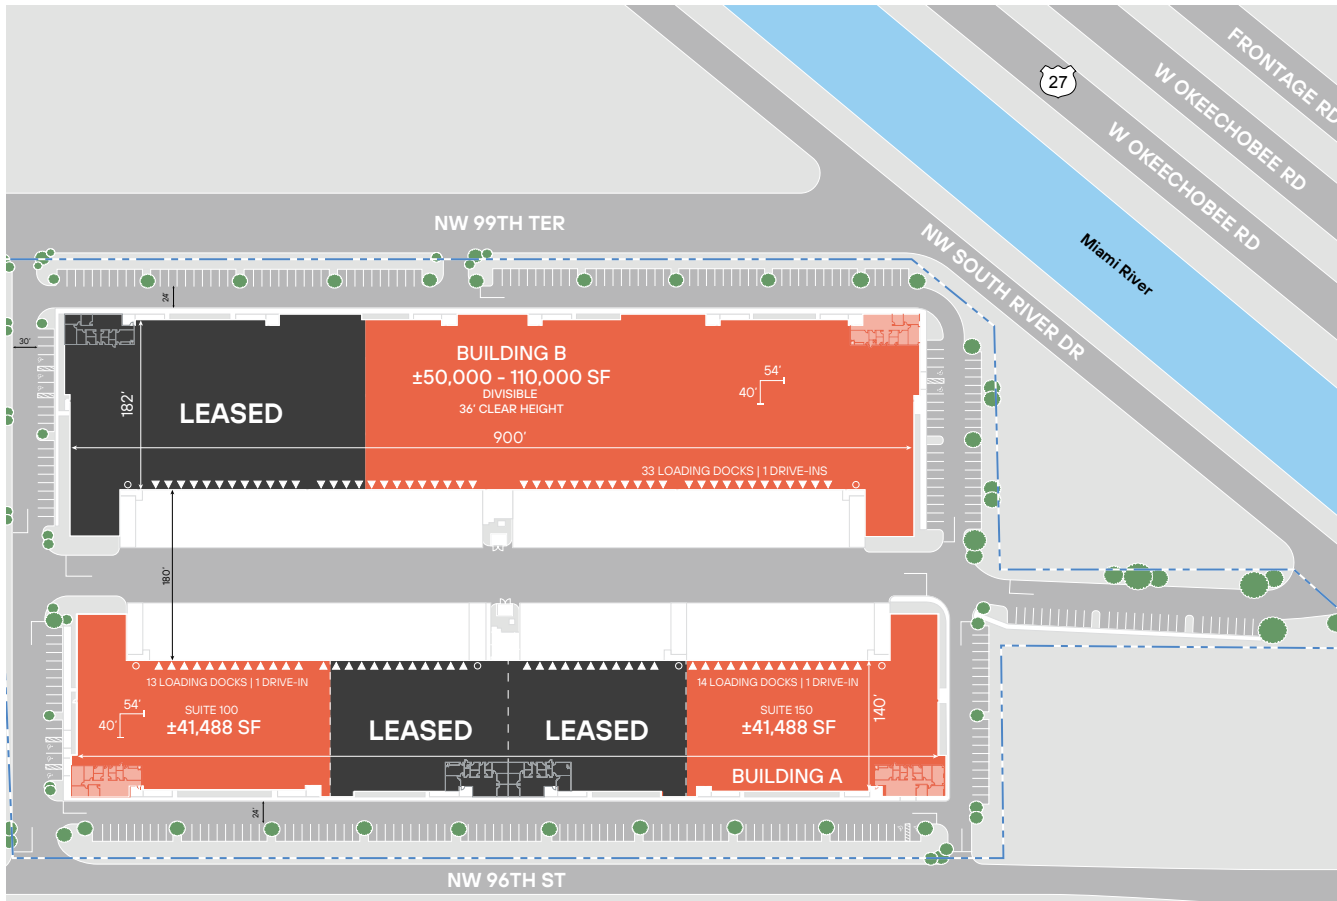 FRONTAGE RD
W OKEECHOBEE RD
W OKEECHOBEE RD
27
NW 99TH TER
NW SOUTH RIVER DR
Miami River
24'
30'
BUILDING B
±50,000 - 110,000 SF
DIVISIBLE
36' CLEAR HEIGHT
54'
40'
182'
LEASED
900'
33 LOADING DOCKS | 1 DRIVE-INS
180'
13 LOADING DOCKS | 1 DRIVE-IN
14 LOADING DOCKS | 1 DRIVE-IN
54'
40'
SUITE 100
±41,488 SF
LEASED
LEASED
SUITE 150
±41,488 SF
140'
BUILDING A
24'
NW 96TH ST